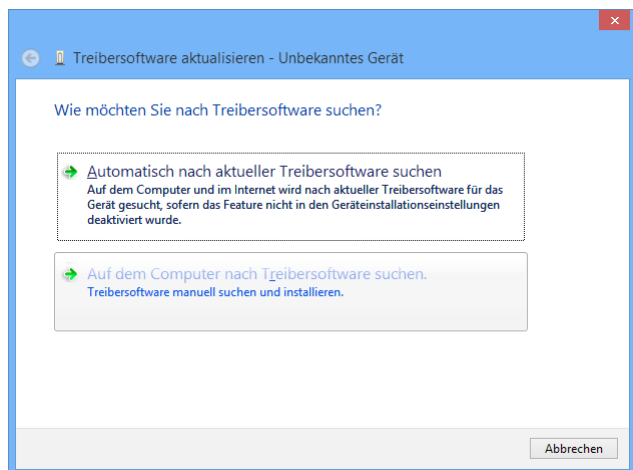 Treibersoftware aktualisieren - Unbekanntes Gerät
Wie möchten Sie nach Treibersoftware suchen?
Automatisch nach aktueller Treibersoftware suchen
Auf dem Computer und im Internet wird nach aktueller Treibersoftware für das
Gerät gesucht, sofern das Feature nicht in den Geräteinstallationseinstellungen
deaktiviert wurde.
Auf dem Computer nach Treibersoftware suchen.
Treibersoftware manuell suchen und installieren.
Abbrechen